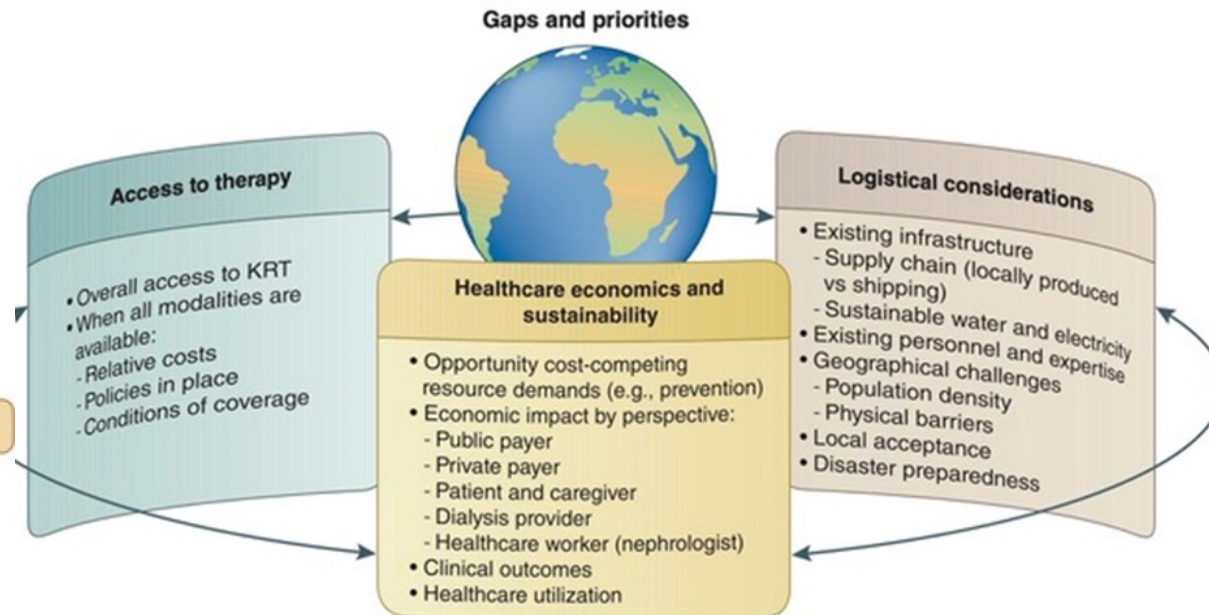 Gaps and priorities
Access to therapy
• Overall access to KRT
• When all modalities are
available:
- Relative costs
- Policies in place
- Conditions of coverage
Healthcare economics and
sustainability
• Opportunity cost-competing
resource demands (e.g., prevention)
• Economic impact by perspective:
- Public payer
- Private payer
- Patient and caregiver
- Dialysis provider
- Healthcare worker (nephrologist)
• Clinical outcomes
• Healthcare utilization
Logistical considerations
• Existing infrastructure
- Supply chain (locally produced
vs shipping)
- Sustainable water and electricity
• Existing personnel and expertise
• Geographical challenges
- Population density
- Physical barriers
• Local acceptance
• Disaster preparedness